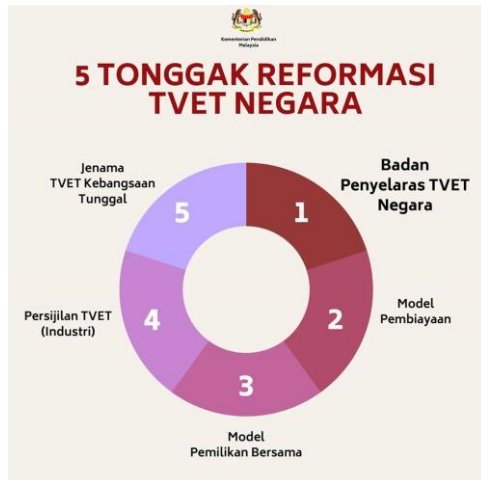 Kementerian Pendidikan
Malaysia
5 TONGGAK REFORMASI
TVET NEGARA
Badan
Penyelaras TVET
Negara
1
Model
Pembiayaan
2
Model
Pemilikan Bersama
3
Persijilan TVET
(Industri)
4
Jenama
TVET Kebangsaan
Tunggal
5